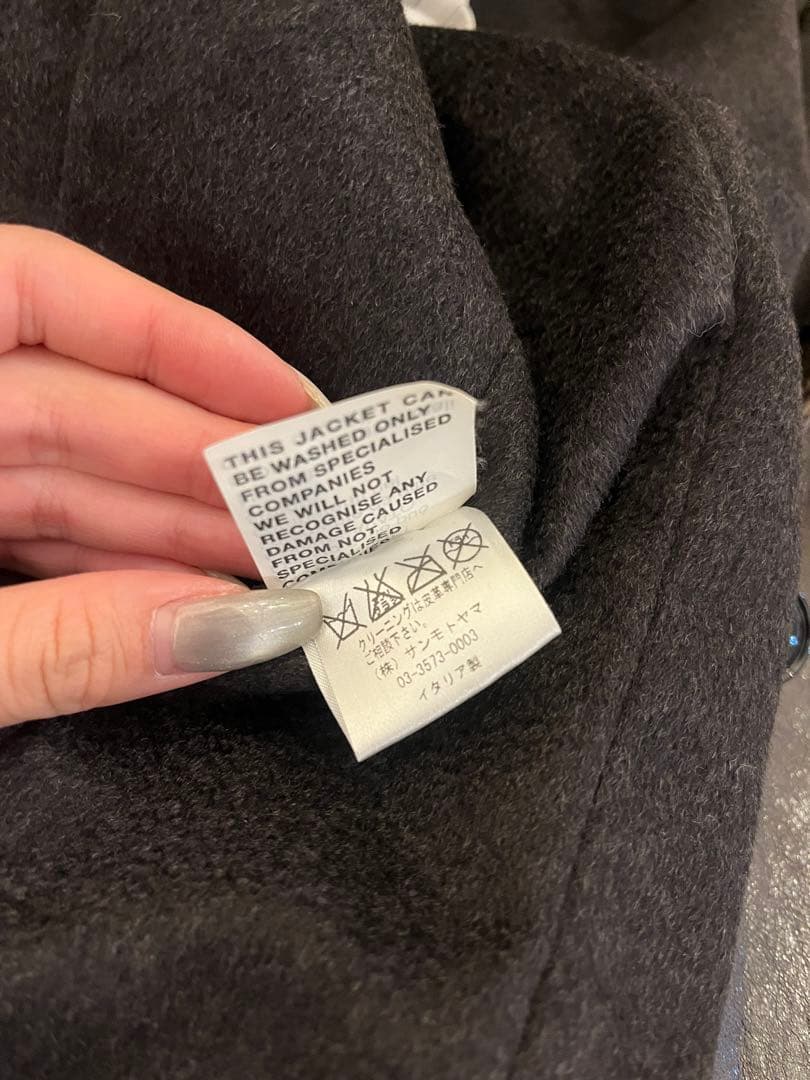 THIS JACKET CAN
BE WASHED ONLY
FROM SPECIALISED
COMPANIES
WE WILL NOT
RECOGNISE ANY
DAMAGE CAUSED
FROM NOT
SPECIALISED
クリーニングは皮革専門店へ
ご相談下さい。
(株) サンモトヤマ
03-3573-0003
イタリア製